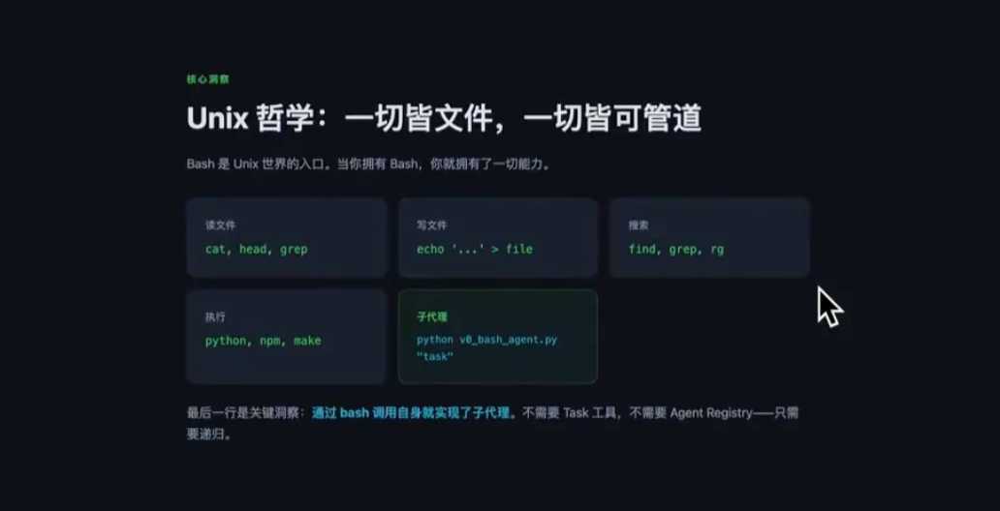 核心洞察
Unix 哲学：一切皆文件，一切皆可管道
Bash 是 Unix 世界的入口。当你拥有 Bash，你就拥有了一切能力。
读文件
cat, head, grep
写文件
echo '...' > file
搜索
find, grep, rg
执行
python, npm, make
子代理
python v0_bash_agent.py
"task"
最后一行是关键洞察：通过 bash 调用自身就实现了子代理。不需要 Task 工具，不需要 Agent Registry——只需
要递归。